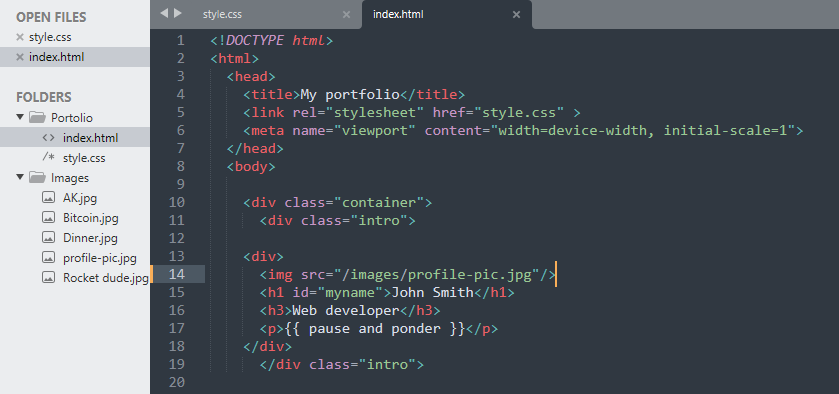 OPEN FILES
style.css
index.html
FOLDERS
Portolio
index.html
style.css
Images
AK.jpg
Bitcoin.jpg
Dinner.jpg
profile-pic.jpg
Rocket dude.jpg
style.css
index.html
1 <!DOCTYPE html>
2 <html>
3 <head>
4 <title>My portfolio</title>
5 <link rel="stylesheet" href="style.css" >
6 <meta name="viewport" content="width=device-width, initial-scale=1">
7 </head>
8 <body>
9
10 <div class="container">
11 <div class="intro">
12
13 <div>
14 <img src="/images/profile-pic.jpg"/>
15 <h1 id="myname">John Smith</h1>
16 <h3>Web developer</h3>
17 <p>{{ pause and ponder }}</p>
18 </div>
19 </div class="intro">
20